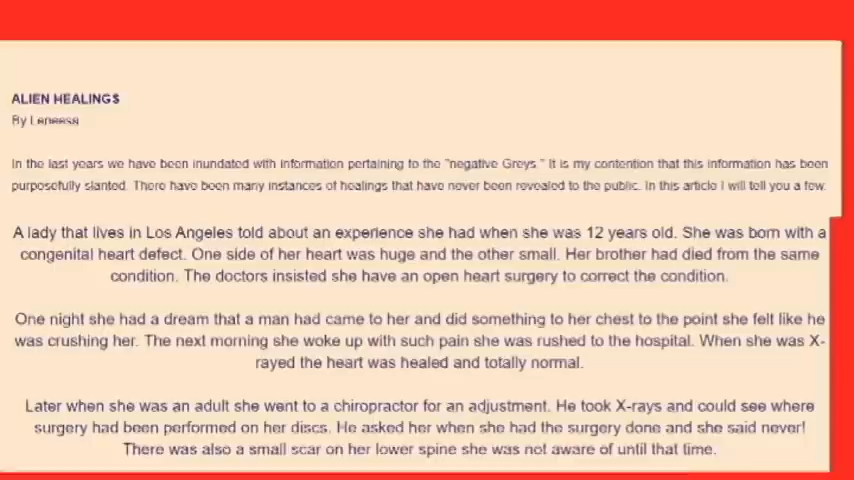 ALIEN HEALINGS
By Leneesa
In the last years we have been inundated with information pertaining to the "negative Greys." It is my contention that this information has been
purposefully slanted. There have been many instances of healings that have never been revealed to the public. In this article I will tell you a few.
A lady that lives in Los Angeles told about an experience she had when she was 12 years old. She was born with a
congenital heart defect. One side of her heart was huge and the other small. Her brother had died from the same
condition. The doctors insisted she have an open heart surgery to correct the condition.
One night she had a dream that a man had came to her and did something to her chest to the point she felt like he
was crushing her. The next morning she woke up with such pain she was rushed to the hospital. When she was X-
rayed the heart was healed and totally normal.
Later when she was an adult she went to a chiropractor for an adjustment. He took X-rays and could see where
surgery had been performed on her discs. He asked her when she had the surgery done and she said never!
There was also a small scar on her lower spine she was not aware of until that time.